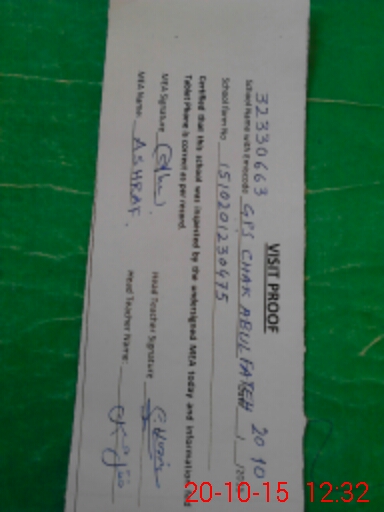 VISIT PROOF
32330663
School Name with Emiscode GPS CHAK ABUL FATEH 20 10
School Form No 1510201230475
Certified that this school was inspected by the undersigned MEA today and information
Tablet Phone is correct as per record.
MEA Signature
Head Teacher Signature
MEA Name: ASHRAF.
Head Teacher Name:
20-10-15 12:32